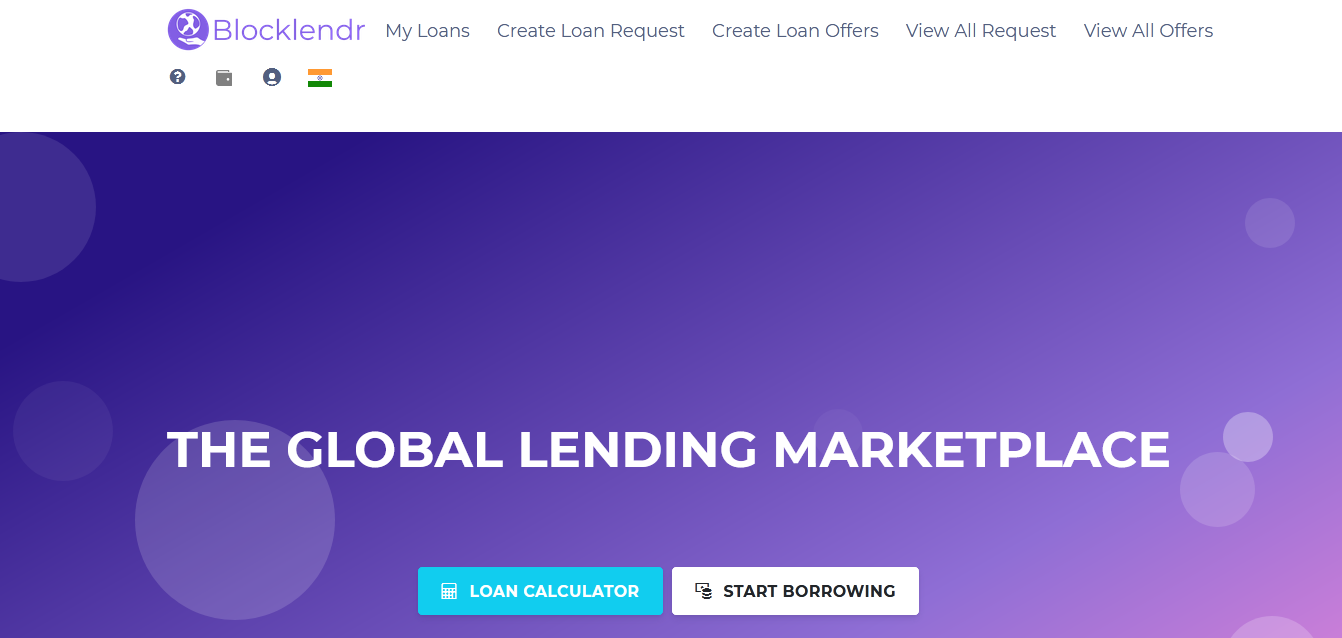 Blocklendr My Loans Create Loan Request Create Loan Offers View All Request View All Offers
THE GLOBAL LENDING MARKETPLACE
LOAN CALCULATOR START BORROWING